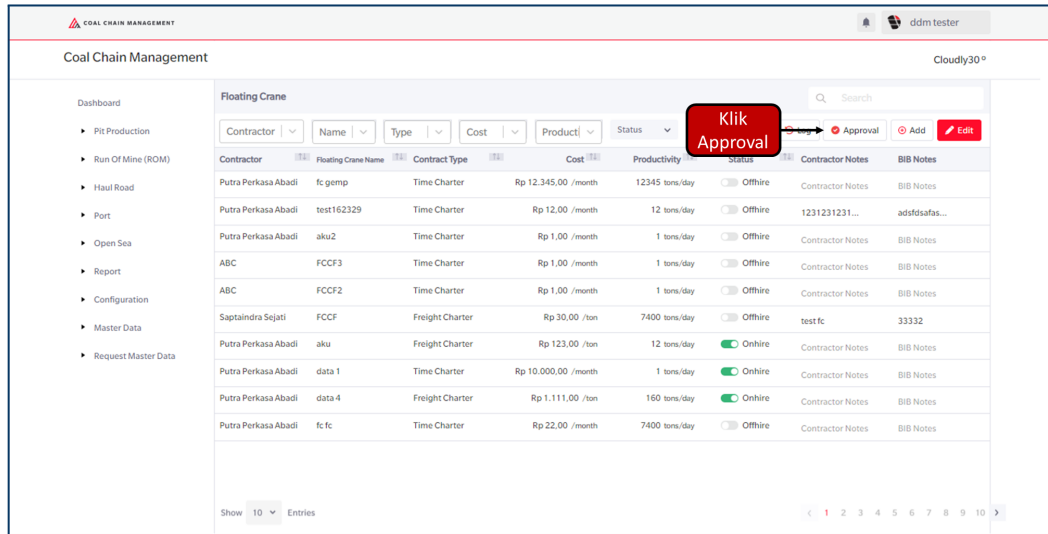 COAL CHAIN MANAGEMENT
ddm tester
Coal Chain Management
Cloudly30°
Dashboard
Pit Production
Run Of Mine (ROM)
Haul Road
Port
Open Sea
Report
Configuration
Master Data
Request Master Data
Floating Crane
Search
Contractor Name Type Cost Product Status Log Approval Add Edit
Klik
Approval
Contractor Floating Crane Name Contract Type Cost Productivity Status Contractor Notes BIB Notes
Putra Perkasa Abadi fc gemp Time Charter Rp 12.345,00 /month 12345 tons/day Offhire Contractor Notes BIB Notes
Putra Perkasa Abadi test162329 Time Charter Rp 12,00 /month 12 tons/day Offhire 1231231231... adsfdsafas...
Putra Perkasa Abadi aku2 Time Charter Rp 1,00 /month 1 tons/day Offhire Contractor Notes BIB Notes
ABC FCCF3 Time Charter Rp 1,00 /month 1 tons/day Offhire Contractor Notes BIB Notes
ABC FCCF2 Time Charter Rp 1,00 /month 1 tons/day Offhire Contractor Notes BIB Notes
Saptaindra Sejati FCCF Freight Charter Rp 30,00 /ton 7400 tons/day Offhire test fc 33332
Putra Perkasa Abadi aku Freight Charter Rp 123,00 /ton 12 tons/day Onhire Contractor Notes BIB Notes
Putra Perkasa Abadi data 1 Time Charter Rp 10.000,00 /month 1 tons/day Onhire Contractor Notes BIB Notes
Putra Perkasa Abadi data 4 Freight Charter Rp 1.111,00 /ton 160 tons/day Onhire Contractor Notes BIB Notes
Putra Perkasa Abadi fc fc Time Charter Rp 22,00 /month 7400 tons/day Offhire Contractor Notes BIB Notes
Show 10 Entries
1 2 3 4 5 6 7 8 9 10